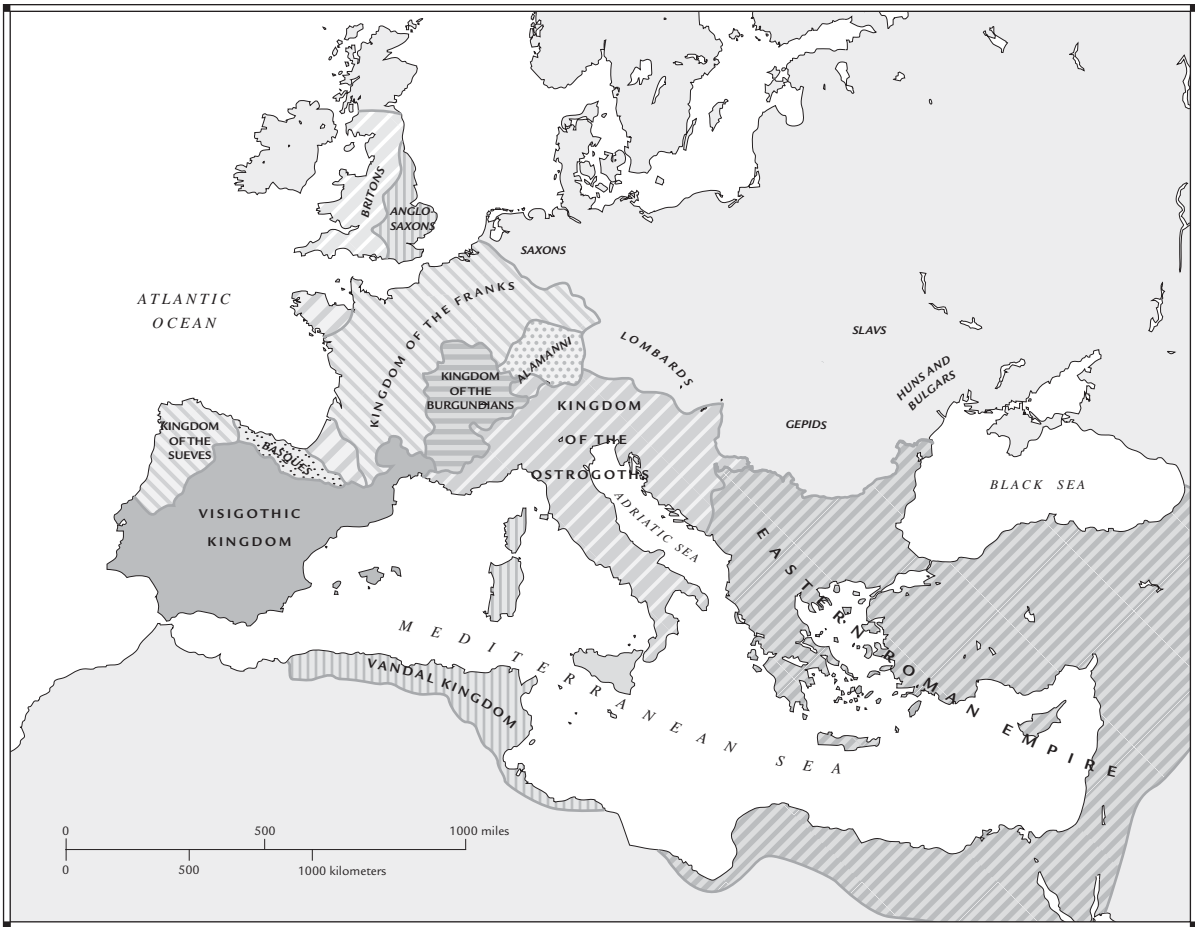 BRITONS
ANGLO-
SAXONS
SAXONS
ATLANTIC
OCEAN
KINGDOM OF THE FRANKS
SLAVS
LOMBARDS
ALAMANNI
HUNS AND
BULGARS
KINGDOM
OF THE
BURGUNDIANS
KINGDOM
OF THE
OSTROGOTHS
GEPIDS
KINGDOM
OF THE
SUEVES
BASQUES
BLACK SEA
VISIGOTHIC
KINGDOM
ADRIATIC SEA
EASTERN ROMAN EMPIRE
MEDITERRANEAN SEA
VANDAL KINGDOM
0 500 1000 miles
0 500 1000 kilometers